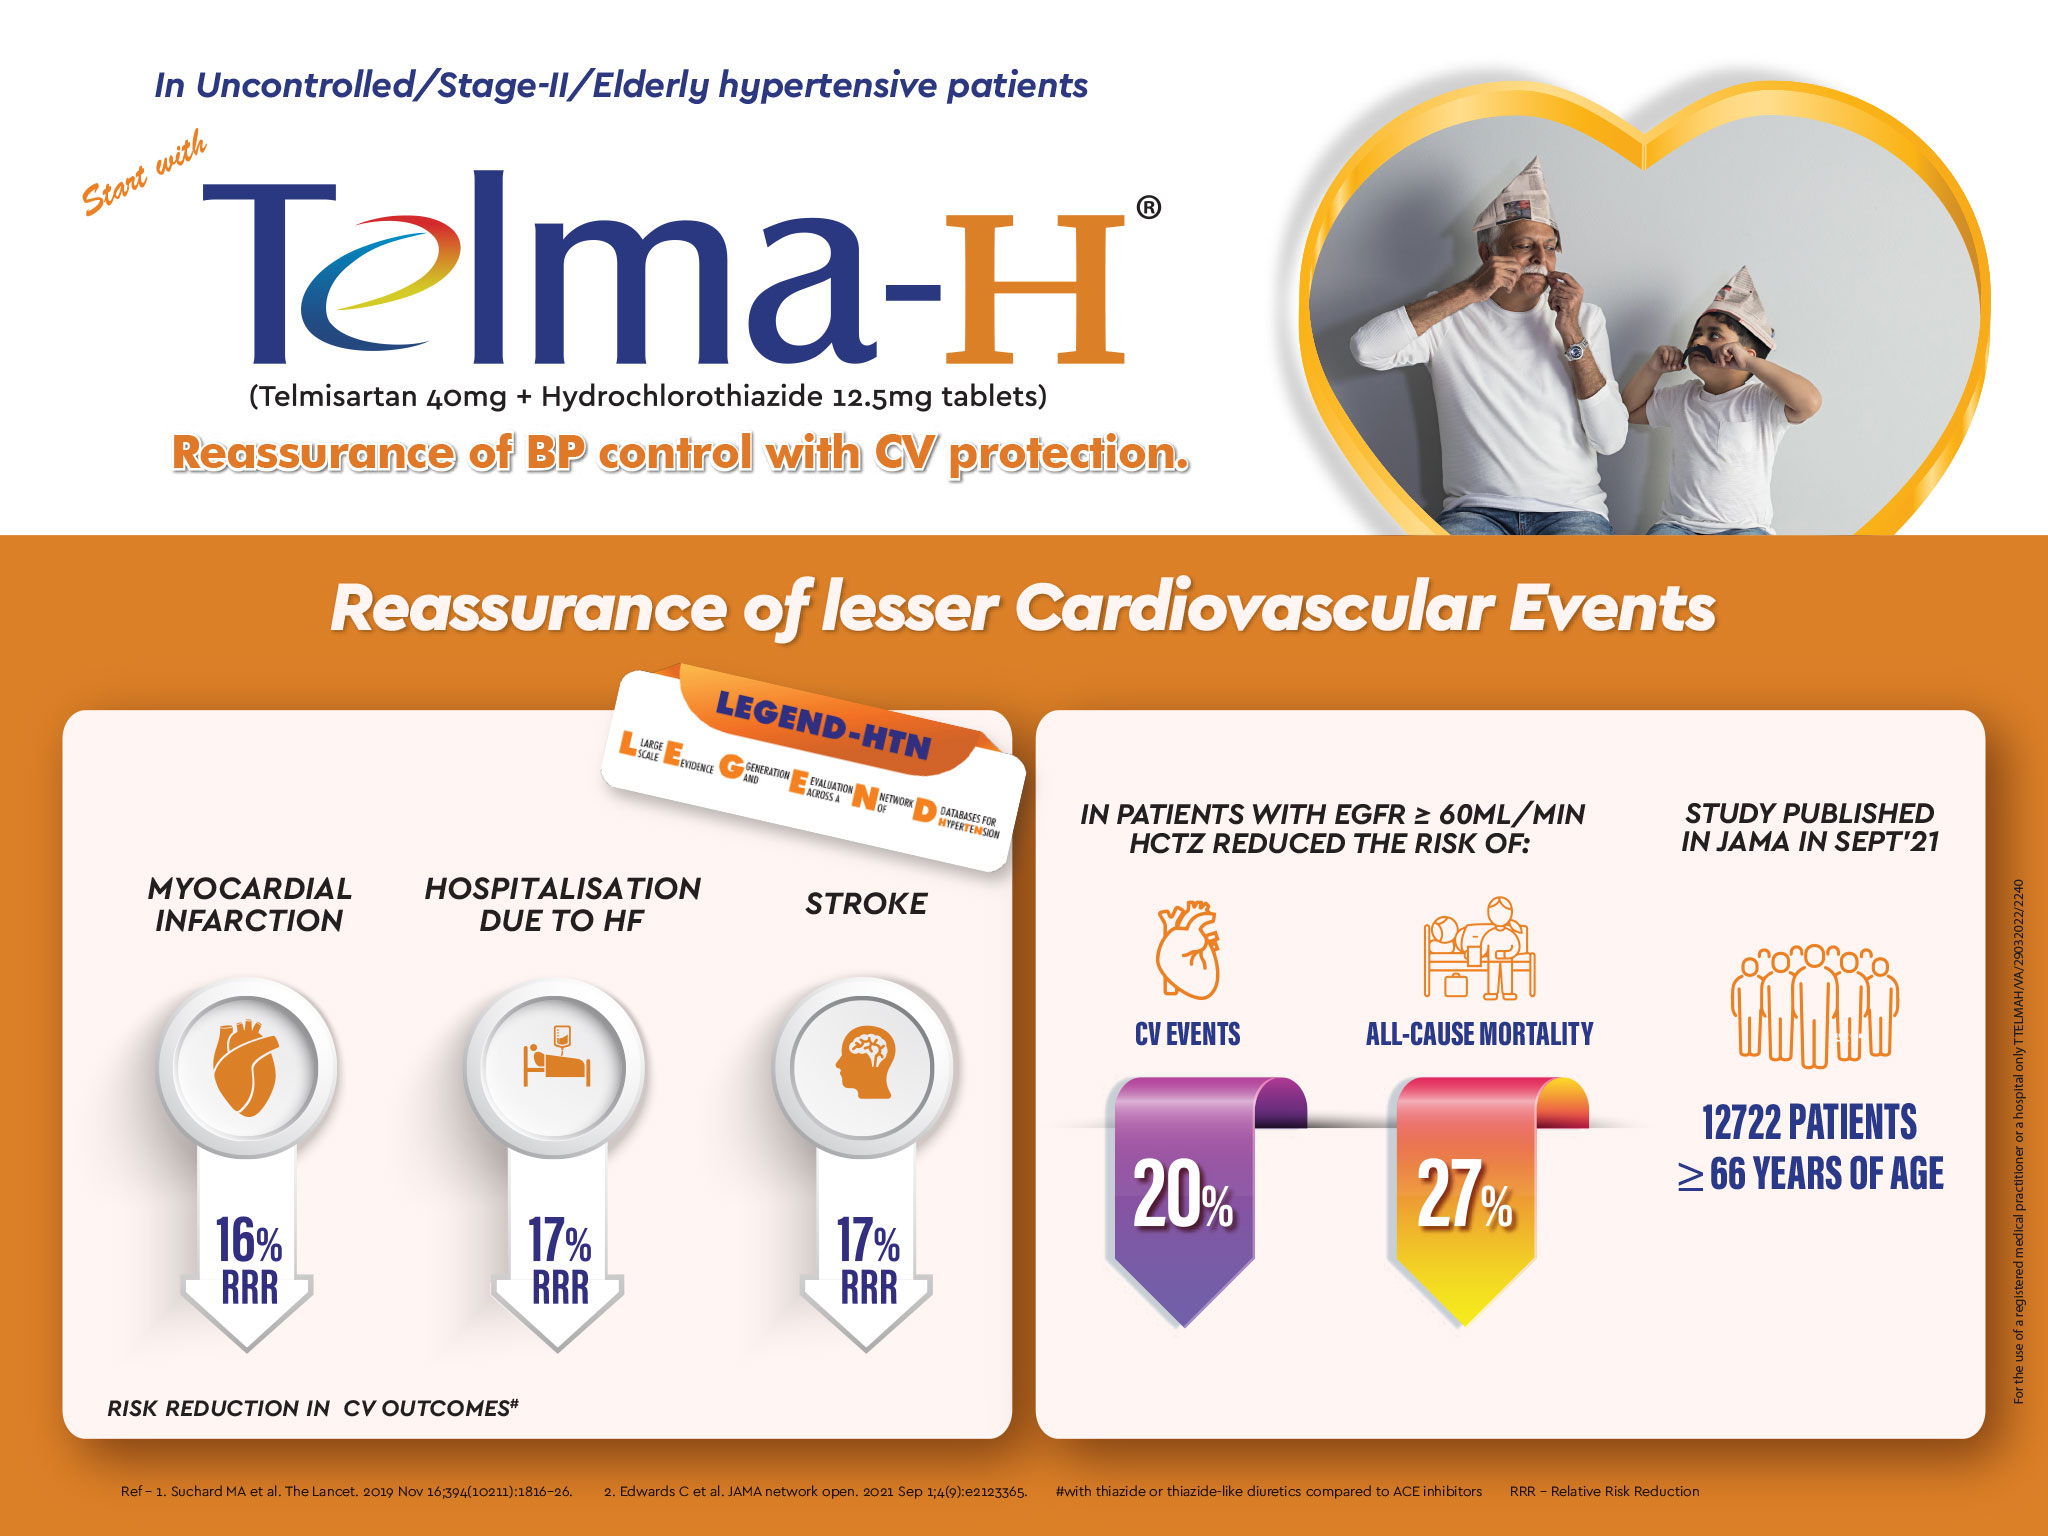 In Uncontrolled/Stage-II/Elderly hypertensive patients
Start with
Telma-H®
(Telmisartan 40mg + Hydrochlorothiazide 12.5mg tablets)
Reassurance of BP control with CV protection.
Reassurance of lesser Cardiovascular Events
LEGEND-HTN
LARGE SCALE EVIDENCE GENERATION AND EVALUATION ACROSS A NETWORK OF DATABASES FOR HYPERTENSION
MYOCARDIAL
INFARCTION
16%
RRR
HOSPITALISATION
DUE TO HF
17%
RRR
STROKE
17%
RRR
RISK REDUCTION IN CV OUTCOMES#
IN PATIENTS WITH EGFR ≥ 60ML/MIN
HCTZ REDUCED THE RISK OF:
CV EVENTS
20%
ALL-CAUSE MORTALITY
27%
STUDY PUBLISHED
IN JAMA IN SEPT'21
12722 PATIENTS
≥ 66 YEARS OF AGE
For the use of a registered medical practitioner or a hospital only TTELMAH/VA/29032022/2240
Ref – 1. Suchard MA et al. The Lancet. 2019 Nov 16;394(10211):1816–26. 2. Edwards C et al. JAMA network open. 2021 Sep 1;4(9):e2123365. #with thiazide or thiazide-like diuretics compared to ACE inhibitors RRR – Relative Risk Reduction